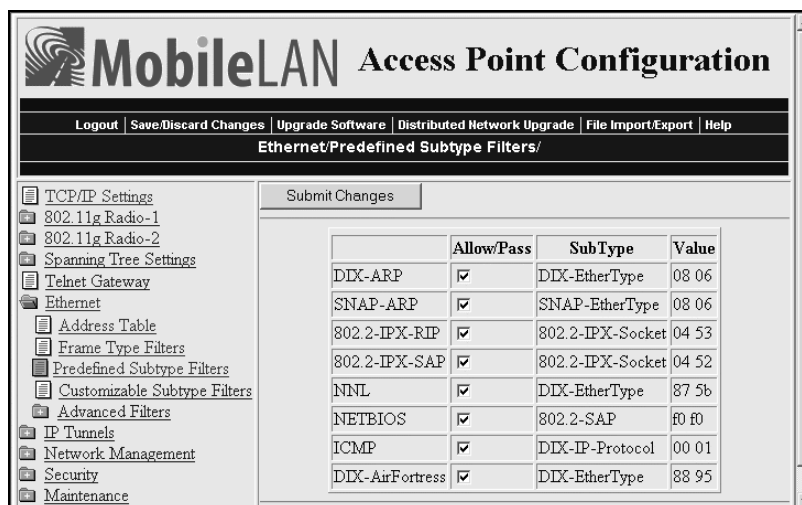 MobileLAN Access Point Configuration
Logout | Save/Discard Changes | Upgrade Software | Distributed Network Upgrade | File Import/Export | Help
Ethernet/Predefined Subtype Filters/
TCP/IP Settings
802.11g Radio-1
802.11g Radio-2
Spanning Tree Settings
Telnet Gateway
Ethernet
Address Table
Frame Type Filters
Predefined Subtype Filters
Customizable Subtype Filters
Advanced Filters
IP Tunnels
Network Management
Security
Maintenance
Submit Changes
Allow/Pass SubType Value
DIX-ARP DIX-EtherType 08 06
SNAP-ARP SNAP-EtherType 08 06
802.2-IPX-RIP 802.2-IPX-Socket 04 53
802.2-IPX-SAP 802.2-IPX-Socket 04 52
NNL DIX-EtherType 87 5b
NETBIOS 802.2-SAP f0 f0
ICMP DIX-IP-Protocol 00 01
DIX-AirFortress DIX-EtherType 88 95